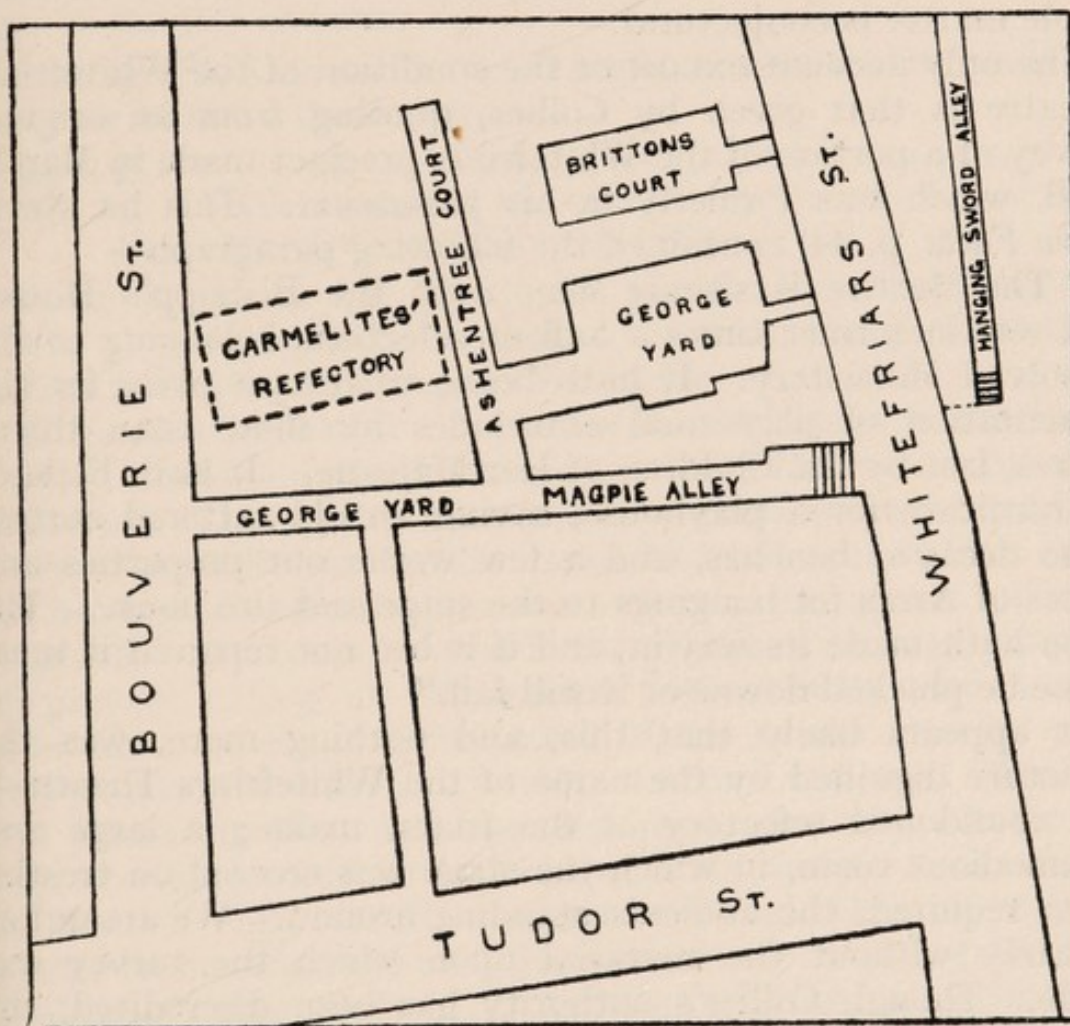 BOUVERIE ST.
CARMELITES'
REFECTORY
ASHENTREE COURT
BRITTONS
COURT
GEORGE
YARD
WHITEFRIARS ST.
HANGING SWORD ALLEY
GEORGE YARD
MAGPIE ALLEY
TUDOR ST.